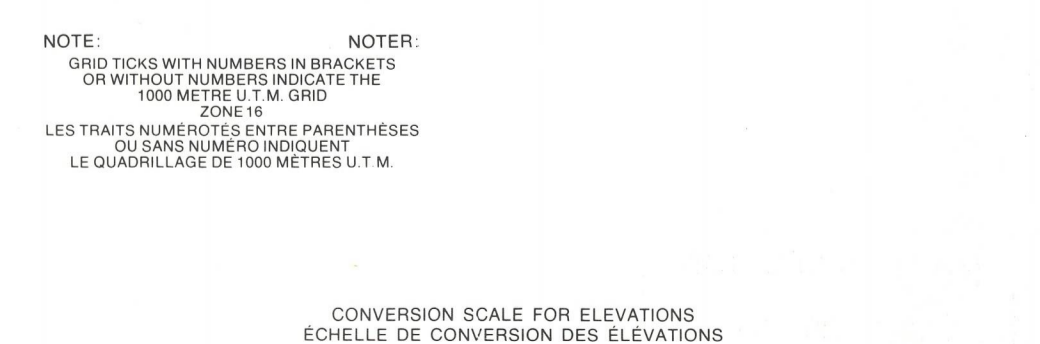 NOTE: NOTER:
GRID TICKS WITH NUMBERS IN BRACKETS
OR WITHOUT NUMBERS INDICATE THE
1000 METRE U.T.M. GRID
ZONE 16
LES TRAITS NUMÉROTÉS ENTRE PARENTHÈSES
OU SANS NUMÉRO INDIQUENT
LE QUADRILLAGE DE 1000 MÈTRES U.T.M.
CONVERSION SCALE FOR ELEVATIONS
ÉCHELLE DE CONVERSION DES ÉLÉVATIONS